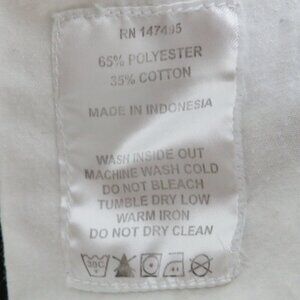 RN 147495
65% POLYESTER
35% COTTON
MADE IN INDONESIA
WASH INSIDE OUT
MACHINE WASH COLD
DO NOT BLEACH
TUMBLE DRY LOW
WARM IRON
DO NOT DRY CLEAN
30C